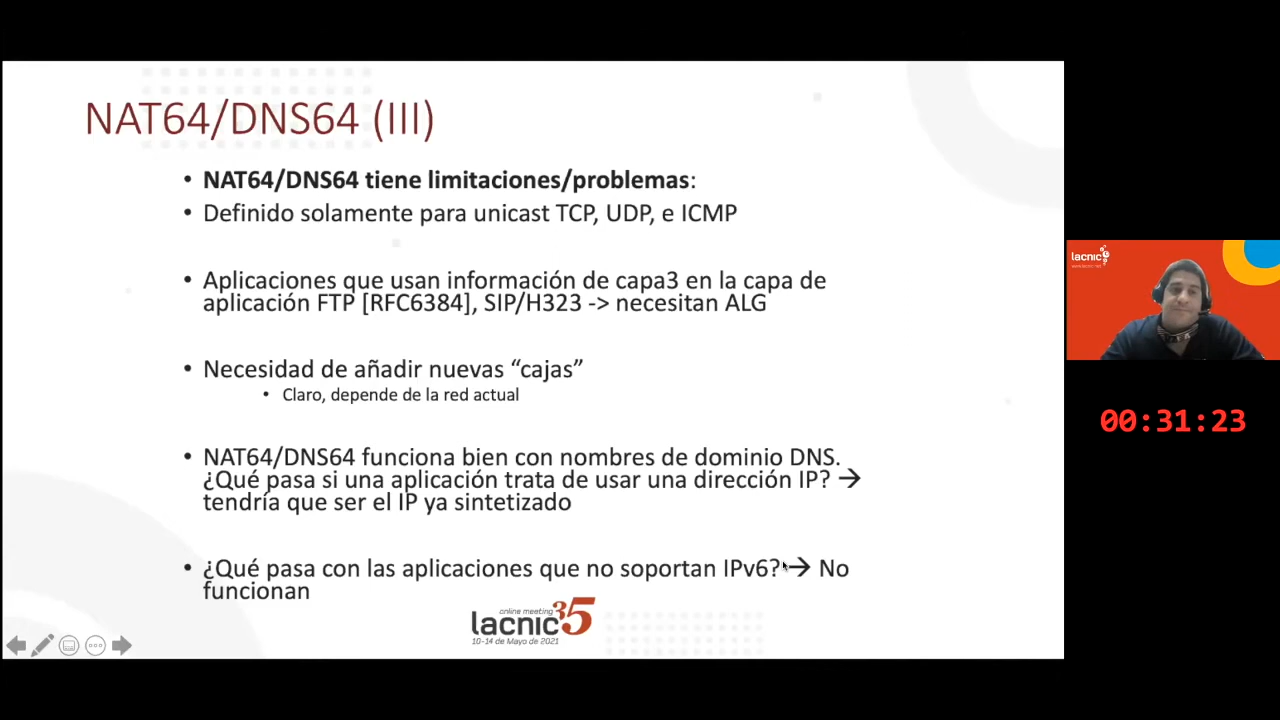 NAT64/DNS64 (III)
• NAT64/DNS64 tiene limitaciones/problemas:
• Definido solamente para unicast TCP, UDP, e ICMP
• Aplicaciones que usan información de capa3 en la capa de
aplicación FTP [RFC6384], SIP/H323 -> necesitan ALG
• Necesidad de añadir nuevas “cajas”
• Claro, depende de la red actual
• NAT64/DNS64 funciona bien con nombres de dominio DNS.
¿Qué pasa si una aplicación trata de usar una dirección IP? →
tendría que ser el IP ya sintetizado
• ¿Qué pasa con las aplicaciones que no soportan IPv6?→ No
funcionan
online meeting
lacnic35
10-14 de Mayo de 2021
lacnic
00:31:23